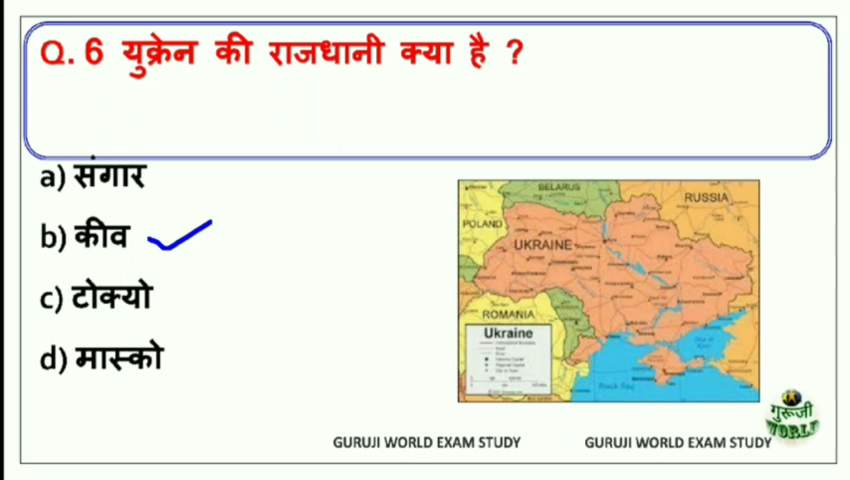 Q. 6 युक्रेन की राजधानी क्या है ?
a) संगार
b) कीव
c) टोक्यो
d) मास्को
BELARUS
RUSSIA
POLAND
UKRAINE
ROMANIA
Ukraine
Black Sea
गुरूजी
WORLD
GURUJI WORLD EXAM STUDY
GURUJI WORLD EXAM STUDY